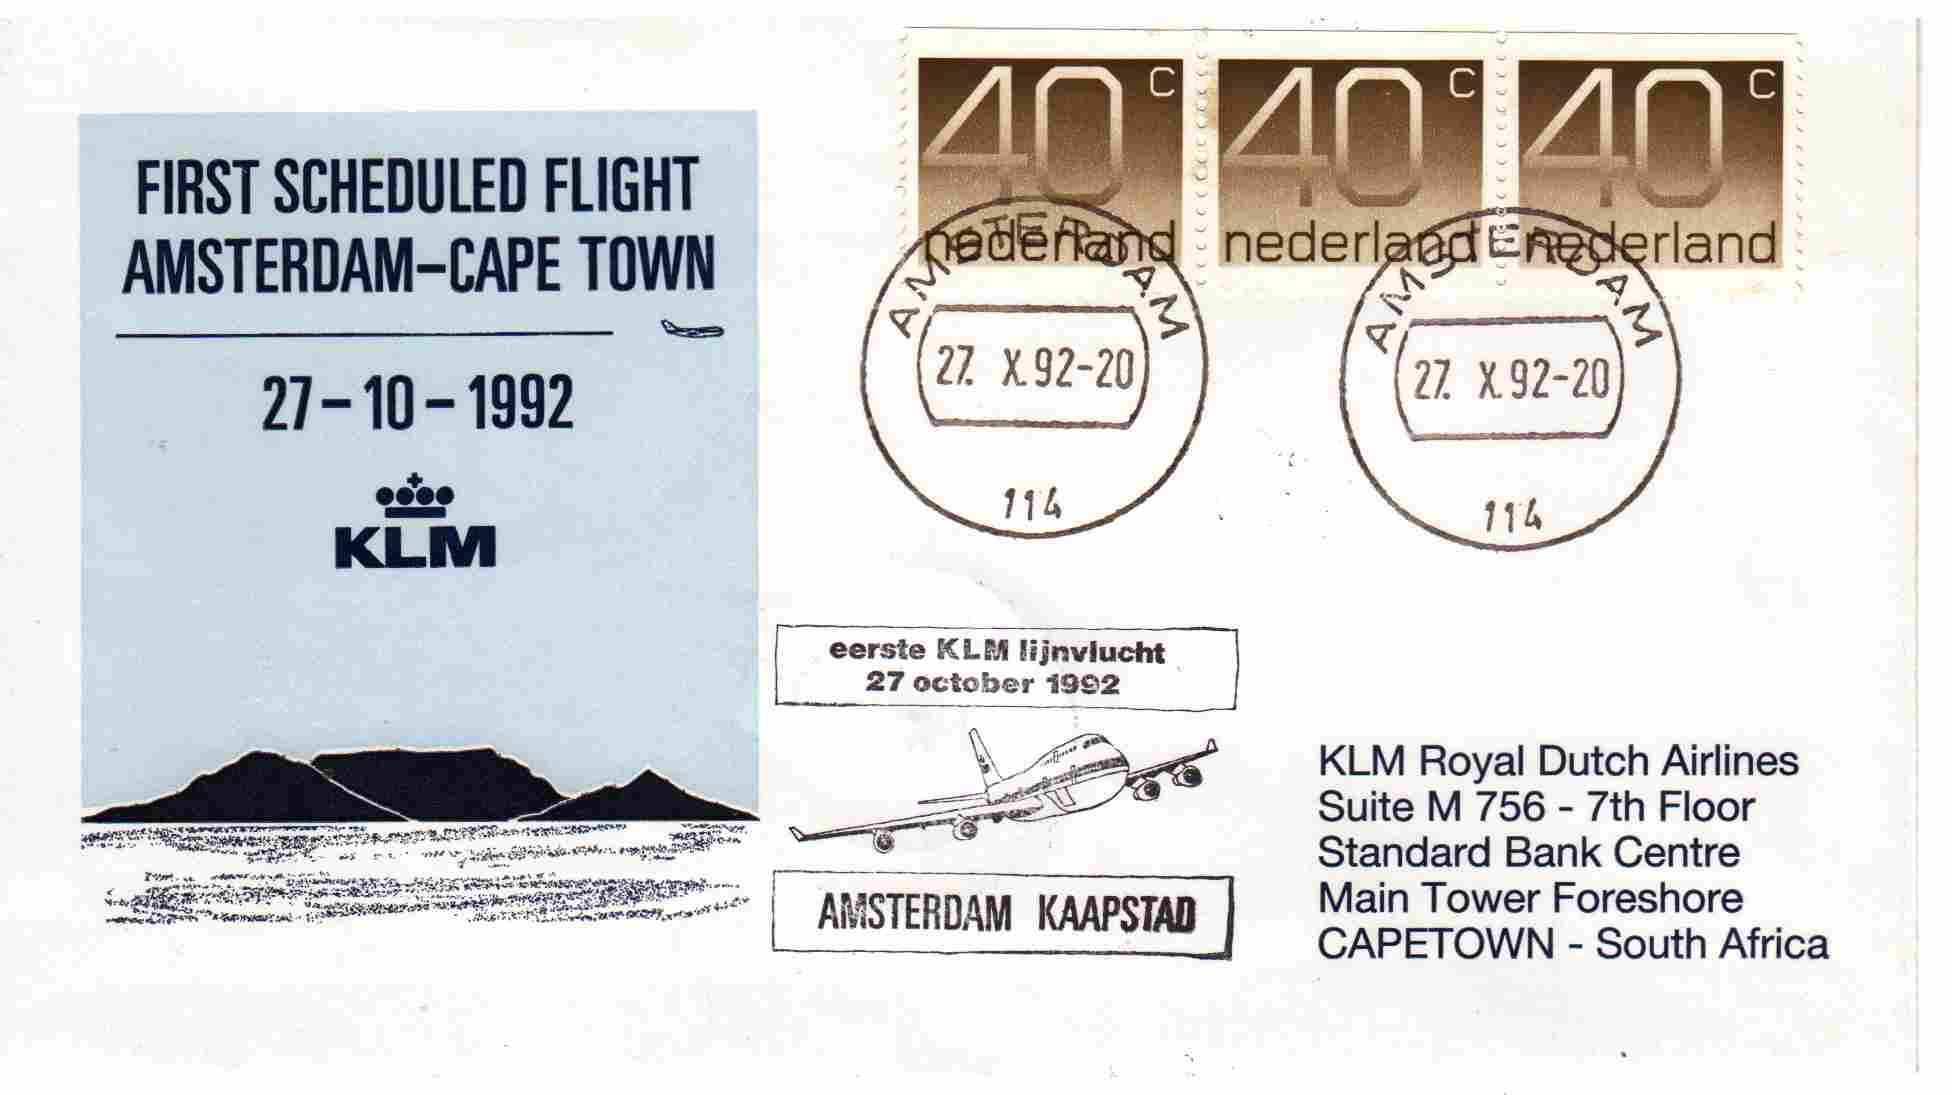 FIRST SCHEDULED FLIGHT
AMSTERDAM–CAPE TOWN
27–10–1992
KLM
40 c
nederland
40 c
nederland
40 c
nederland
AMSTERDAM
27. X.92-20
114
AMSTERDAM
27. X.92-20
114
eerste KLM lijnvlucht
27 october 1992
AMSTERDAM KAAPSTAD
KLM Royal Dutch Airlines
Suite M 756 - 7th Floor
Standard Bank Centre
Main Tower Foreshore
CAPETOWN - South Africa